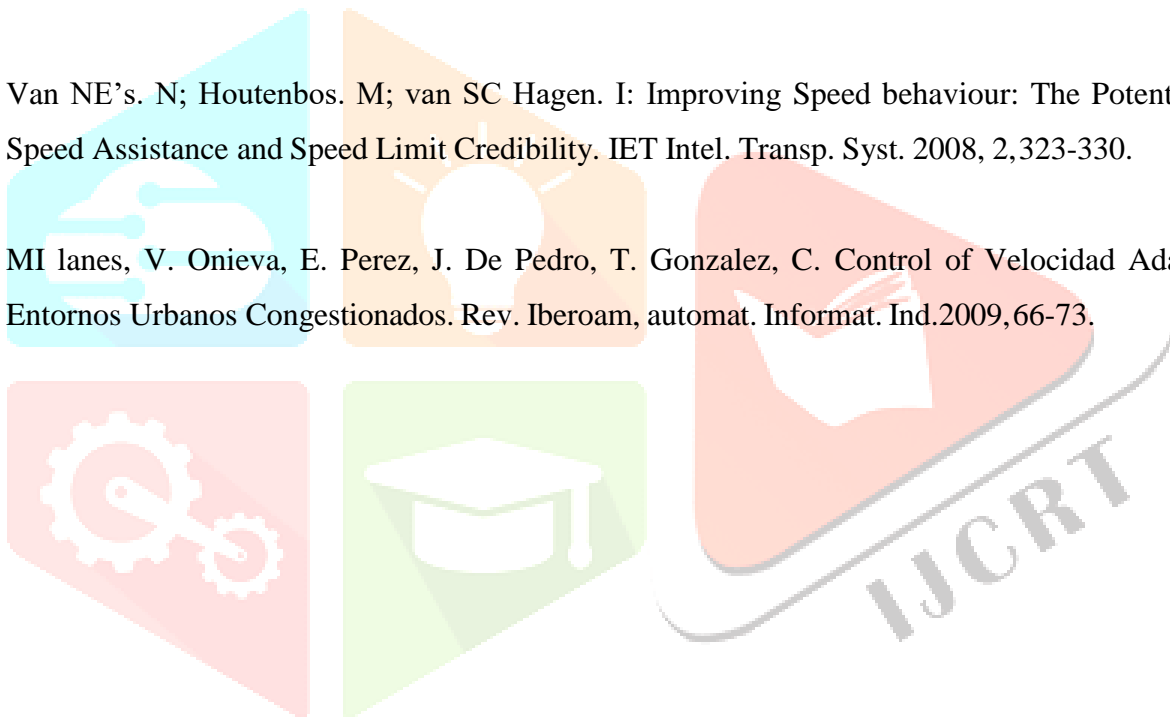 Van NE’s. N; Houtenbos. M; van SC Hagen. I: Improving Speed behaviour: The Potent
Speed Assistance and Speed Limit Credibility. IET Intel. Transp. Syst. 2008, 2,323-330.
MI lanes, V. Onieva, E. Perez, J. De Pedro, T. Gonzalez, C. Control of Velocidad Ada
Entornos Urbanos Congestionados. Rev. Iberoam, automat. Informat. Ind.2009,66-73.
IJCRT